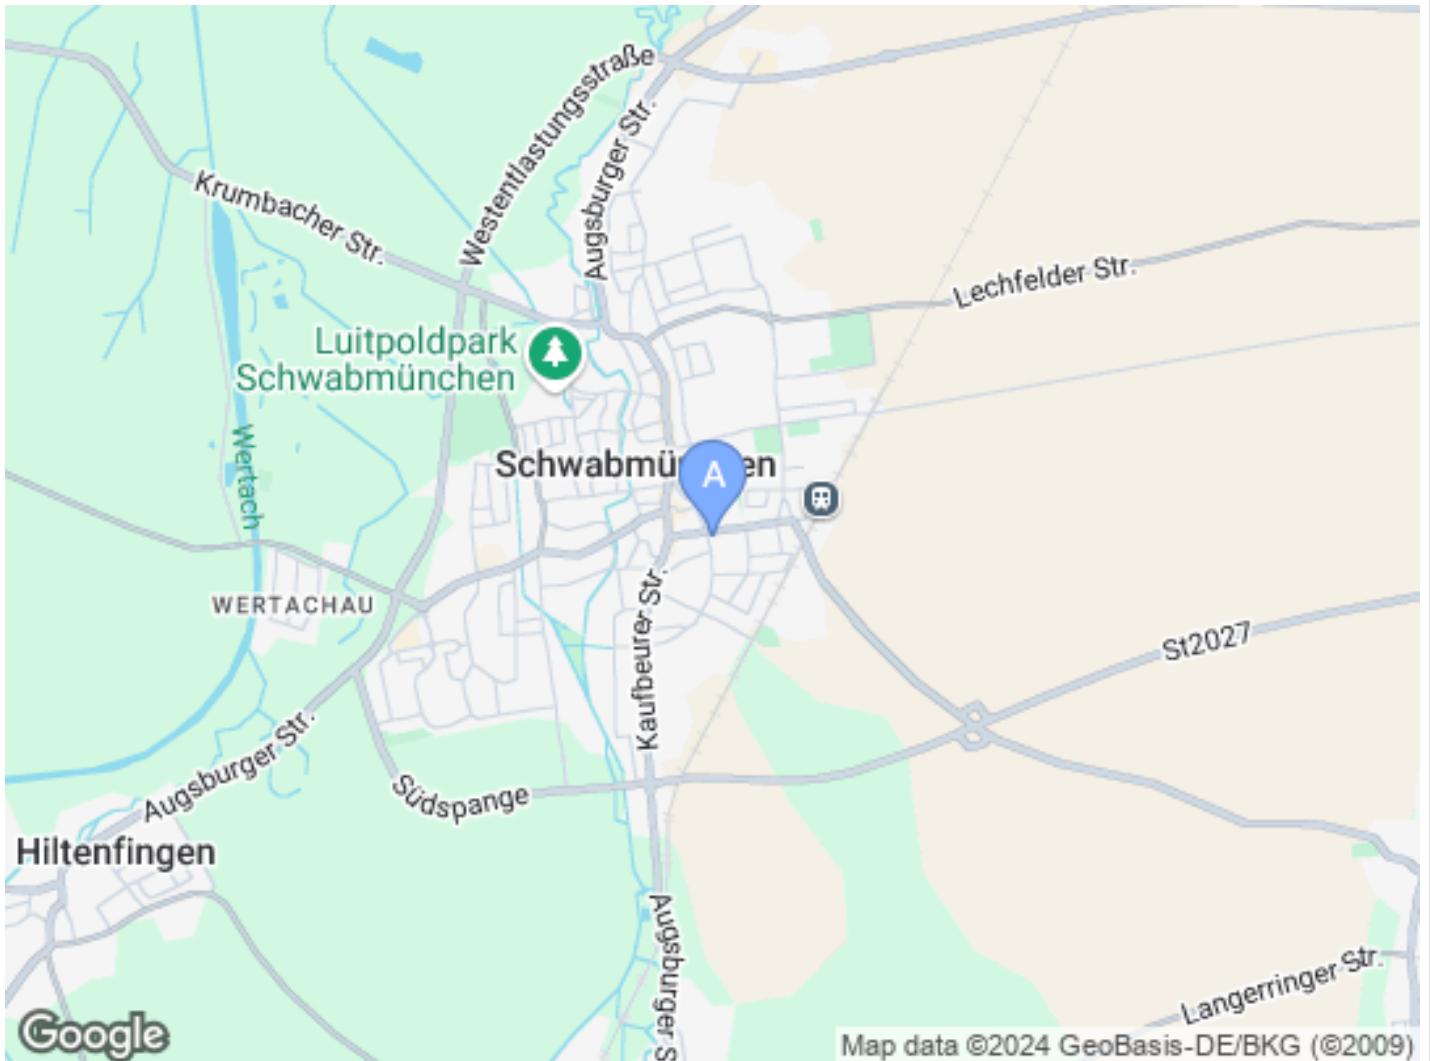 Westentlastungsstraße
Augsburger Str.
Krumbacher Str.
Lechfelder Str.
Luitpoldpark
Schwabmünchen
Wertach
Schwabmü
en
A
WERTACHAU
Kaufbeurer Str.
St2027
Augsburger Str.
Südspange
Hiltenfingen
Augsburger S
Langerringer Str.
Google
Map data ©2024 GeoBasis-DE/BKG (©2009)